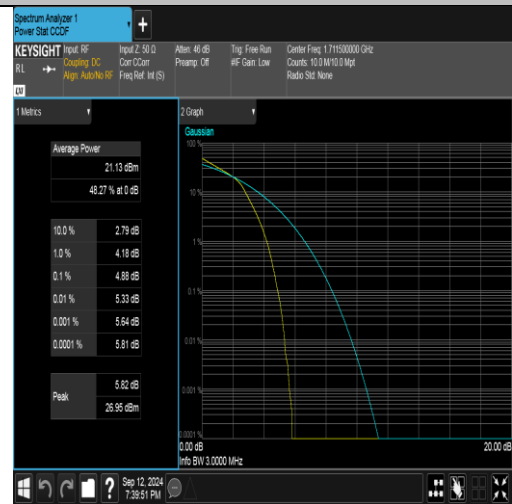 Spectrum Analyzer 1
Power Stat CCDF
+
KEYSIGHT
RL
LXI
Input: RF
Coupling: DC
Align: Auto/No RF
Input Z: 50 Ω
Corr CCorr
Freq Ref: Int (S)
Atten: 46 dB
Preamp: Off
Trig: Free Run
#IF Gain: Low
Center Freq: 1.711500000 GHz
Counts: 10.0 M/10.0 Mpt
Radio Std: None
1 Metrics
Average Power
21.13 dBm
48.27 % at 0 dB
10.0 % 2.79 dB
1.0 % 4.18 dB
0.1 % 4.88 dB
0.01 % 5.33 dB
0.001 % 5.64 dB
0.0001 % 5.81 dB
Peak 5.82 dB
26.95 dBm
2 Graph
Gaussian
100 %
10 %
1 %
0.1 %
0.01 %
0.001 %
0.0001 %
0.00 dB 20.00 dB
Info BW 3.0000 MHz
?
Sep 12, 2024
7:39:51 PM